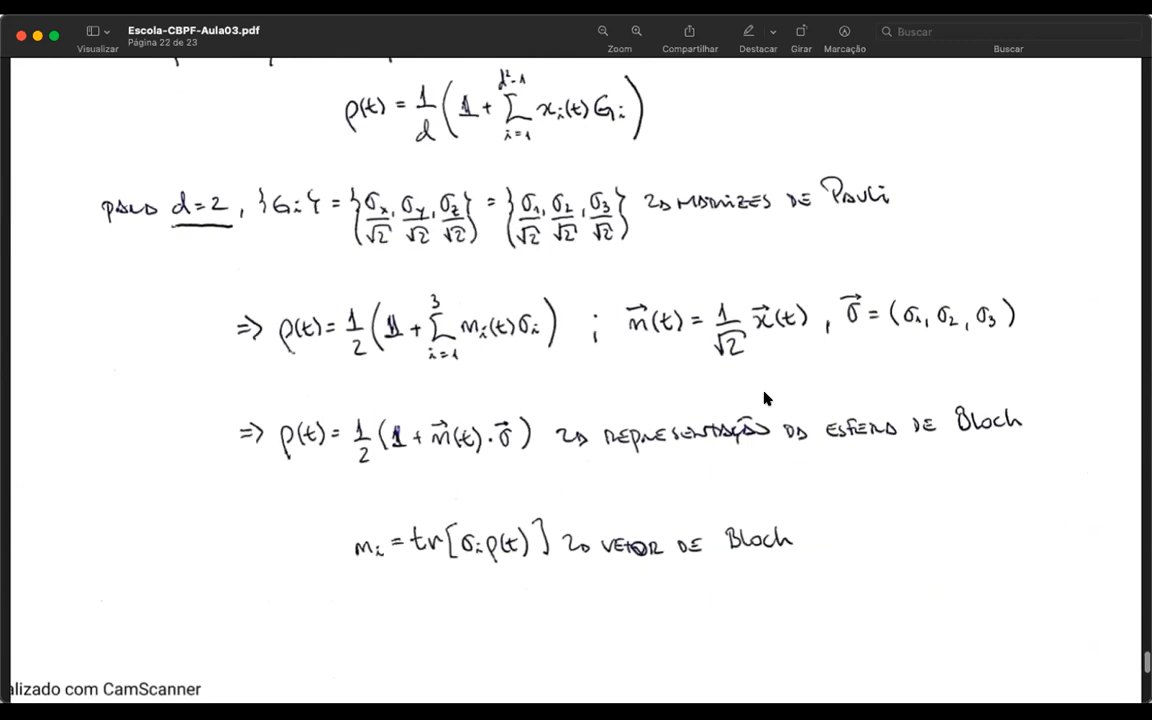 Escola-CBPF-Aula03.pdf
Página 22 de 23
Visualizar
Zoom
Compartilhar
Destacar
Girar
Marcação
Buscar
Buscar
ρ(t) = 1/d (𝟙 + Σ_{i=1}^{d²-1} x_i(t) G_i)
para d=2, {G_i} = {σ_x/√2, σ_y/√2, σ_z/√2} = {σ_1/√2, σ_2/√2, σ_3/√2} → MATRIZES DE Pauli
=> ρ(t) = 1/2 (𝟙 + Σ_{i=1}^{3} n_i(t) σ_i) ; n⃗(t) = 1/√2 x⃗(t), σ⃗ = (σ_1, σ_2, σ_3)
=> ρ(t) = 1/2 (𝟙 + n⃗(t)·σ⃗) → REPRESENTAÇÃO DA ESFERA DE Bloch
n_i = tr[σ_i ρ(t)] → VETOR DE Bloch
alizado com CamScanner